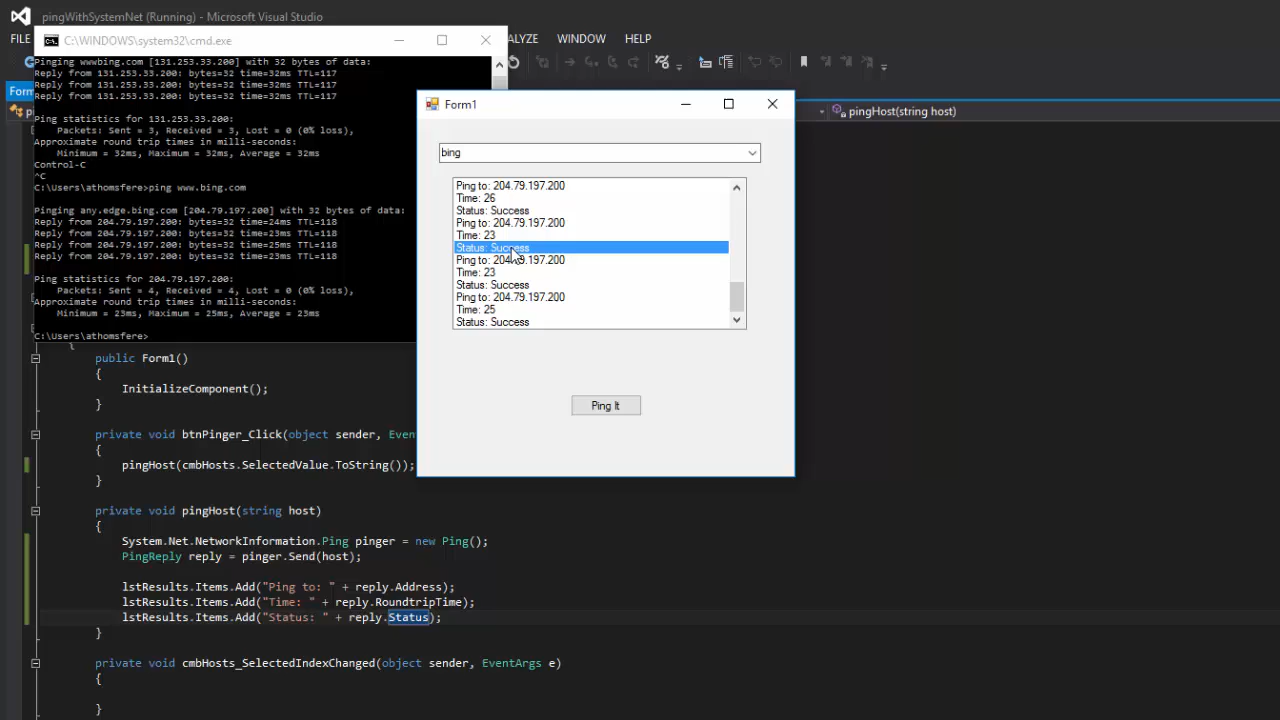 pingWithSystemNet (Running) - Microsoft Visual Studio
FILE
ALYZE WINDOW HELP
C:\WINDOWS\system32\cmd.exe
Pinging wwwbing.com [131.253.33.200] with 32 bytes of data:
Reply from 131.253.33.200: bytes=32 time=32ms TTL=117
Reply from 131.253.33.200: bytes=32 time=32ms TTL=117
Reply from 131.253.33.200: bytes=32 time=32ms TTL=117
Ping statistics for 131.253.33.200:
Packets: Sent = 3, Received = 3, Lost = 0 (0% loss),
Approximate round trip times in milli-seconds:
Minimum = 32ms, Maximum = 32ms, Average = 32ms
Control-C
^C
C:\Users\athomsfere>ping www.bing.com
Pinging any.edge.bing.com [204.79.197.200] with 32 bytes of data:
Reply from 204.79.197.200: bytes=32 time=24ms TTL=118
Reply from 204.79.197.200: bytes=32 time=23ms TTL=118
Reply from 204.79.197.200: bytes=32 time=25ms TTL=118
Reply from 204.79.197.200: bytes=32 time=23ms TTL=118
Ping statistics for 204.79.197.200:
Packets: Sent = 4, Received = 4, Lost = 0 (0% loss),
Approximate round trip times in milli-seconds:
Minimum = 23ms, Maximum = 25ms, Average = 23ms
C:\Users\athomsfere>
Form1
bing
Ping to: 204.79.197.200
Time: 26
Status: Success
Ping to: 204.79.197.200
Time: 23
Status: Success
Ping to: 204.79.197.200
Time: 23
Status: Success
Ping to: 204.79.197.200
Time: 25
Status: Success
Ping It
Form
pingHost(string host)
{
public Form1()
{
InitializeComponent();
}
private void btnPinger_Click(object sender, Even
{
pingHost(cmbHosts.SelectedValue.ToString());
}
private void pingHost(string host)
{
System.Net.NetworkInformation.Ping pinger = new Ping();
PingReply reply = pinger.Send(host);
lstResults.Items.Add("Ping to: " + reply.Address);
lstResults.Items.Add("Time: " + reply.RoundtripTime);
lstResults.Items.Add("Status: " + reply.Status);
}
private void cmbHosts_SelectedIndexChanged(object sender, EventArgs e)
{
}